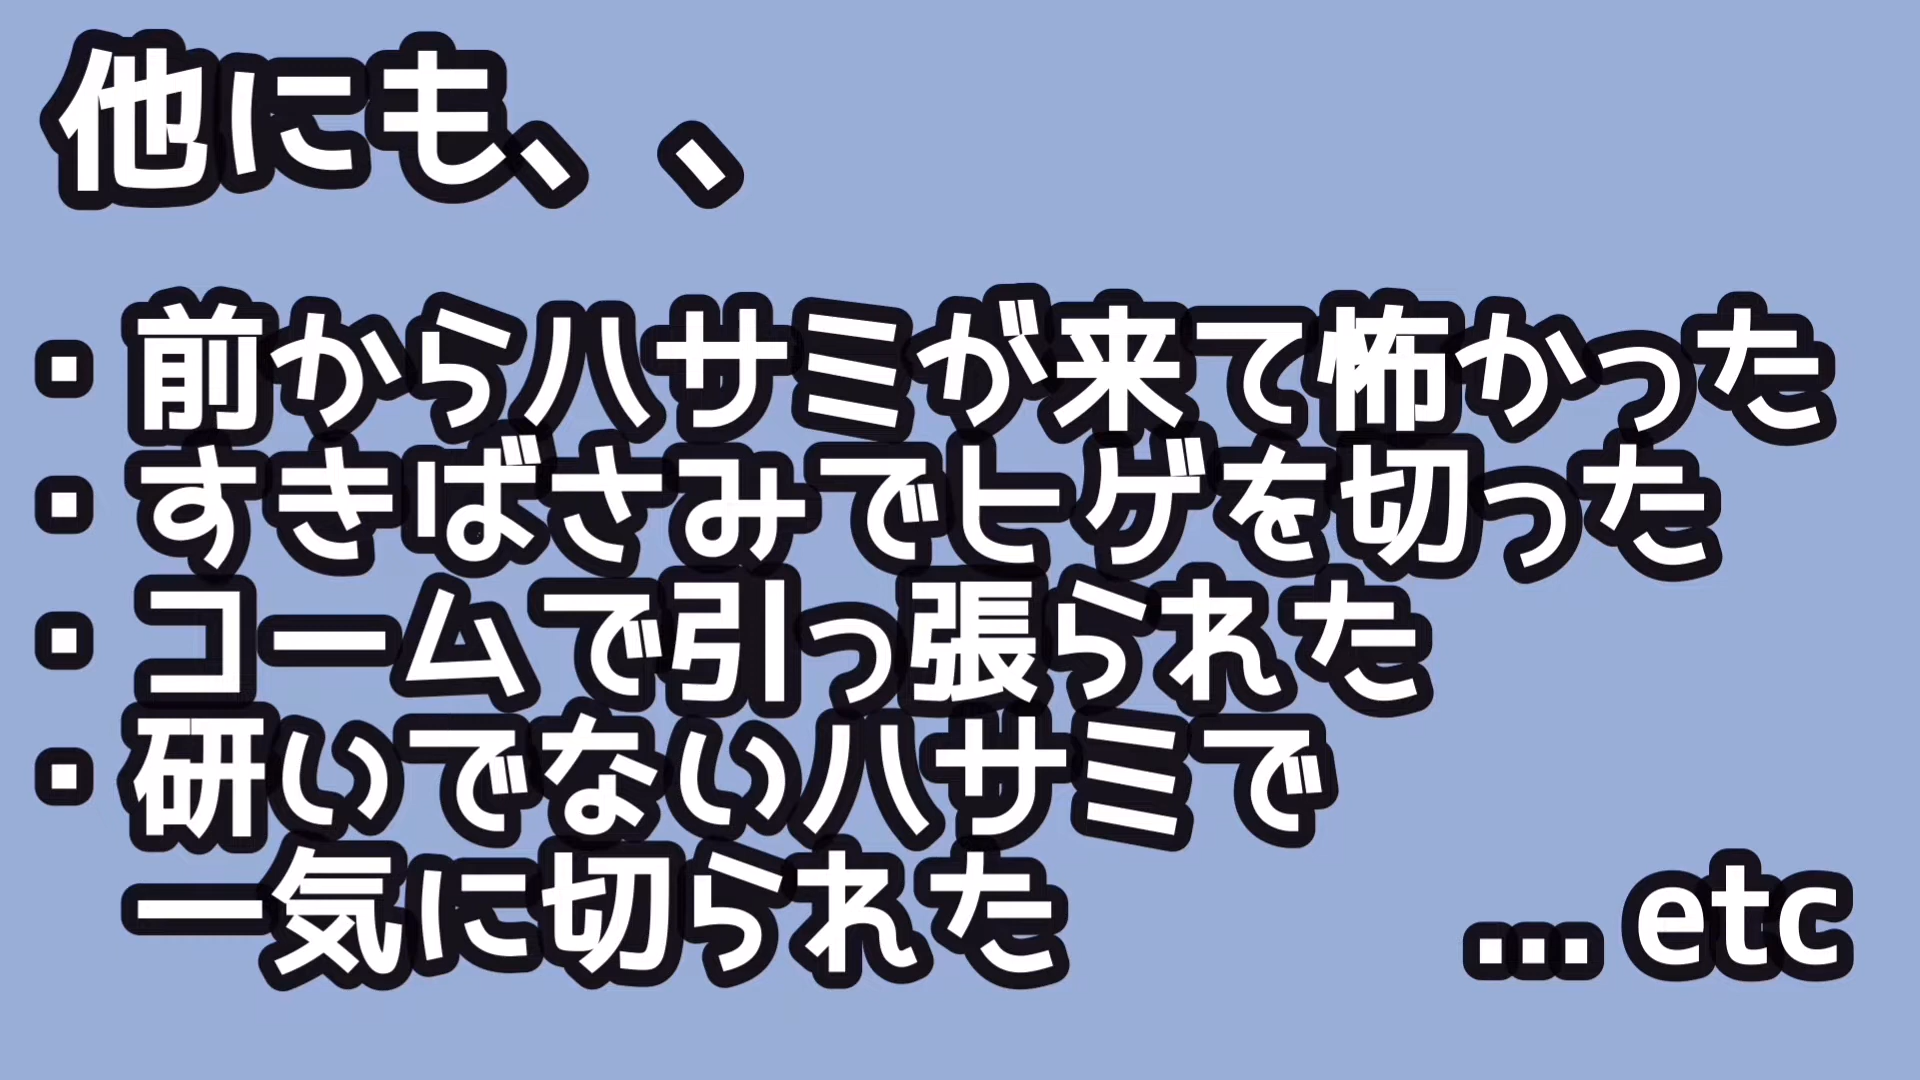 他にも、、
・前からハサミが来て怖かった
・すきばさみでヒゲを切った
・コームで引っ張られた
・研いでないハサミで
一気に切られた ...etc